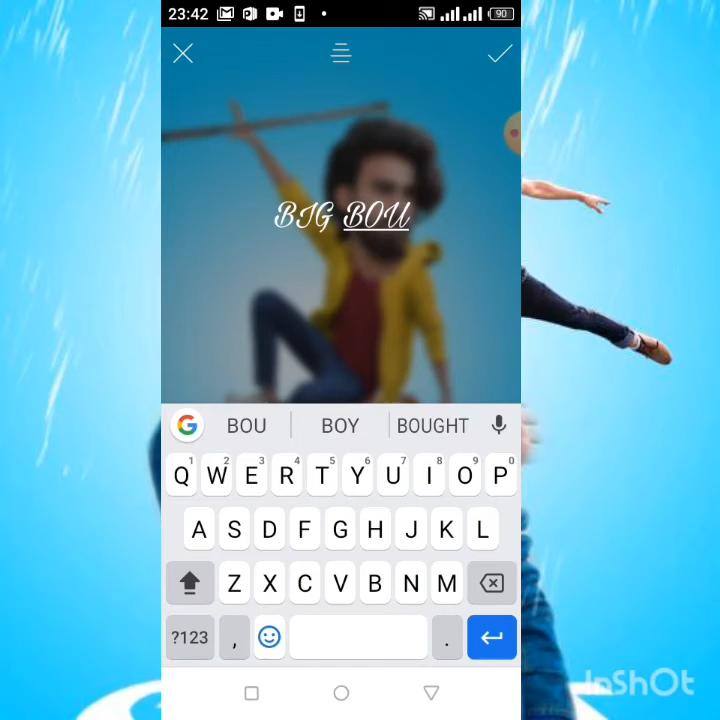 23:42
90
BIG BOU
BOU BOY BOUGHT
1 2 3 4 5 6 7 8 9 0
Q W E R T Y U I O P
A S D F G H J K L
Z X C V B N M
?123 , .
InShOt